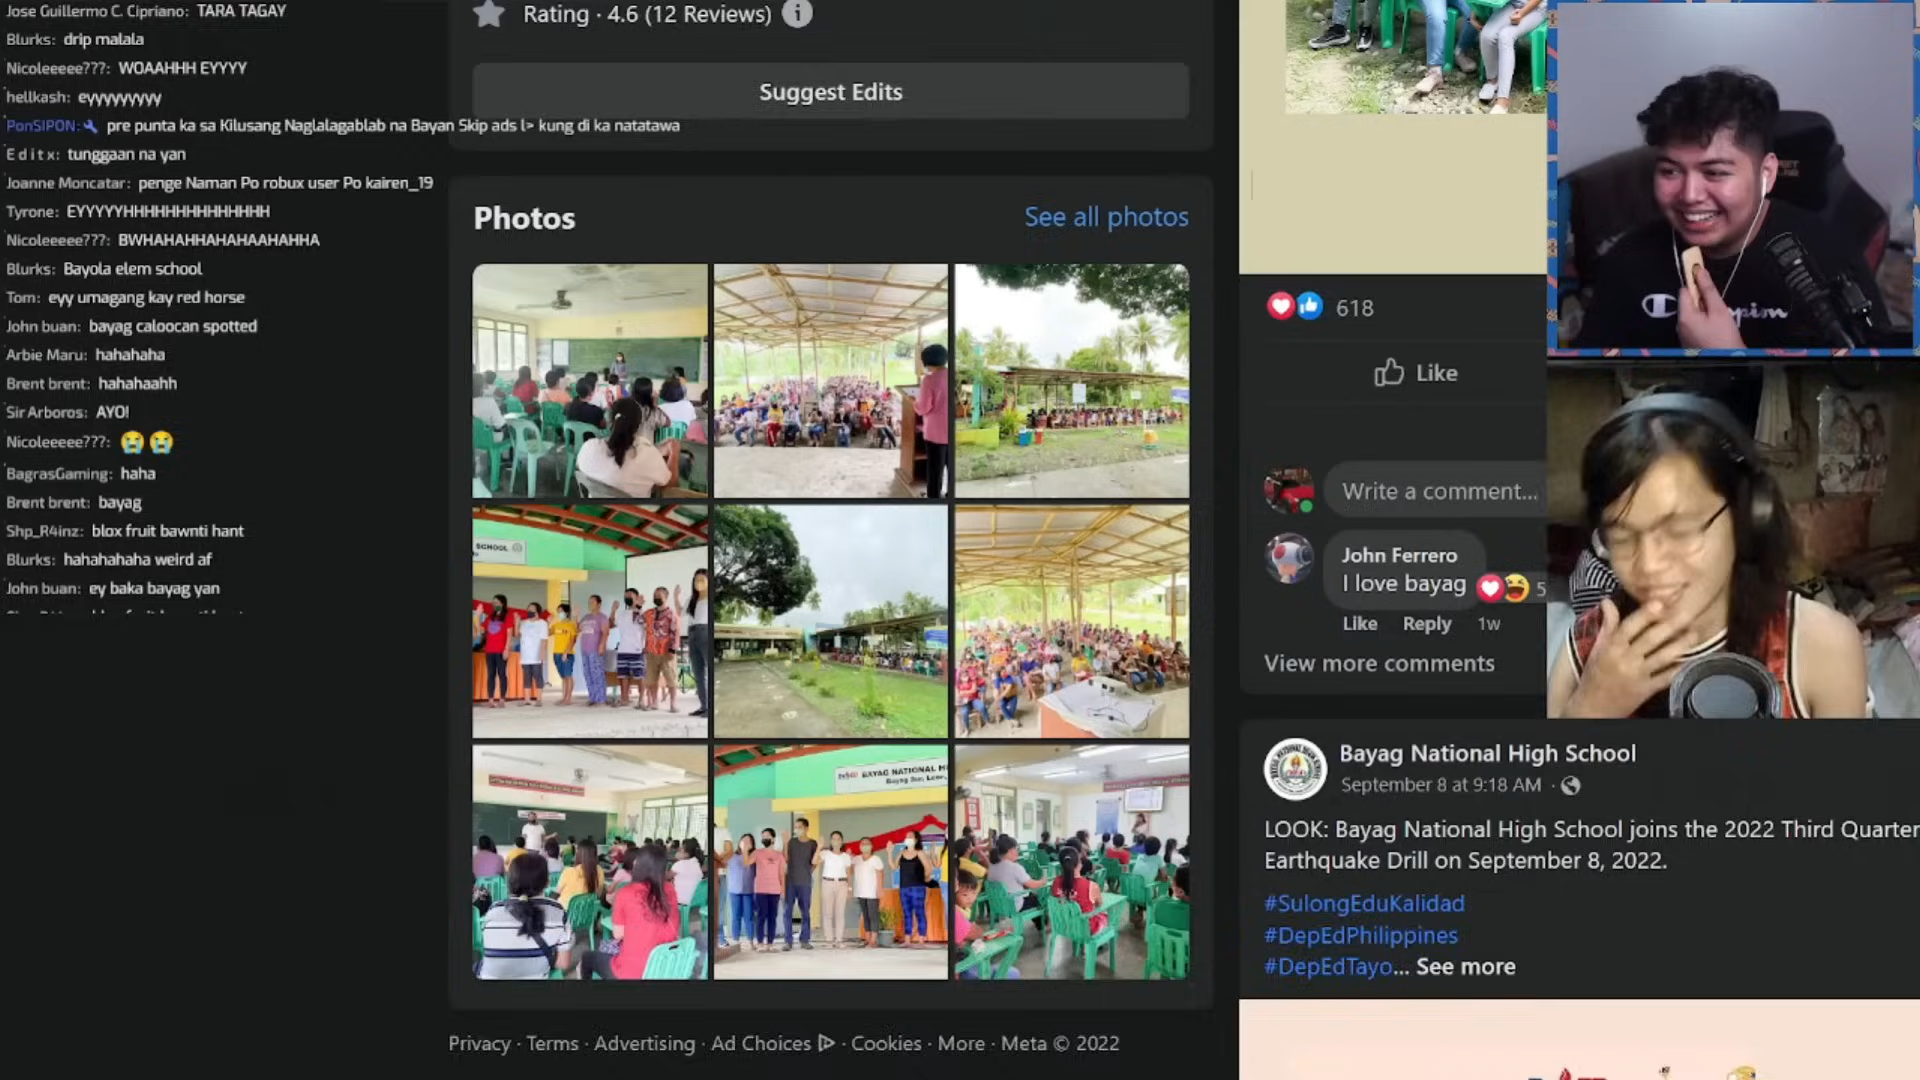 Jose Guillermo C. Cipriano: TARA TAGAY
Blurks: drip malala
Nicoleeeee???: WOAAHHH EYYYY
hellkash: eyyyyyyyyy
PonSIPON: pre punta ka sa Kilusang Naglalagablab na Bayan Skip ads l> kung di ka natatawa
E d i t x: tunggaan na yan
Joanne Moncatar: penge Naman Po robux user Po kairen_19
Tyrone: EYYYYYHHHHHHHHHHHHHH
Nicoleeeee???: BWHAHAHHAHAHAAHAHHA
Blurks: Bayola elem school
Tom: eyy umagang kay red horse
John buan: bayag caloocan spotted
Arbie Maru: hahahaha
Brent brent: hahahaahh
Sir Arboros: AYO!
Nicoleeeee???: 😭😭
BagrasGaming: haha
Brent brent: bayag
Shp_R4inz: blox fruit bawnti hant
Blurks: hahahahaha weird af
John buan: ey baka bayag yan
Rating · 4.6 (12 Reviews)
Suggest Edits
Photos
See all photos
SCHOOL
BAYAG NATIONAL H
Privacy · Terms · Advertising · Ad Choices · Cookies · More · Meta © 2022
618
Like
Write a comment...
John Ferrero
I love bayag
5
Like Reply 1w
View more comments
Bayag National High School
September 8 at 9:18 AM ·
LOOK: Bayag National High School joins the 2022 Third Quarter
Earthquake Drill on September 8, 2022.
#SulongEduKalidad
#DepEdPhilippines
#DepEdTayo... See more